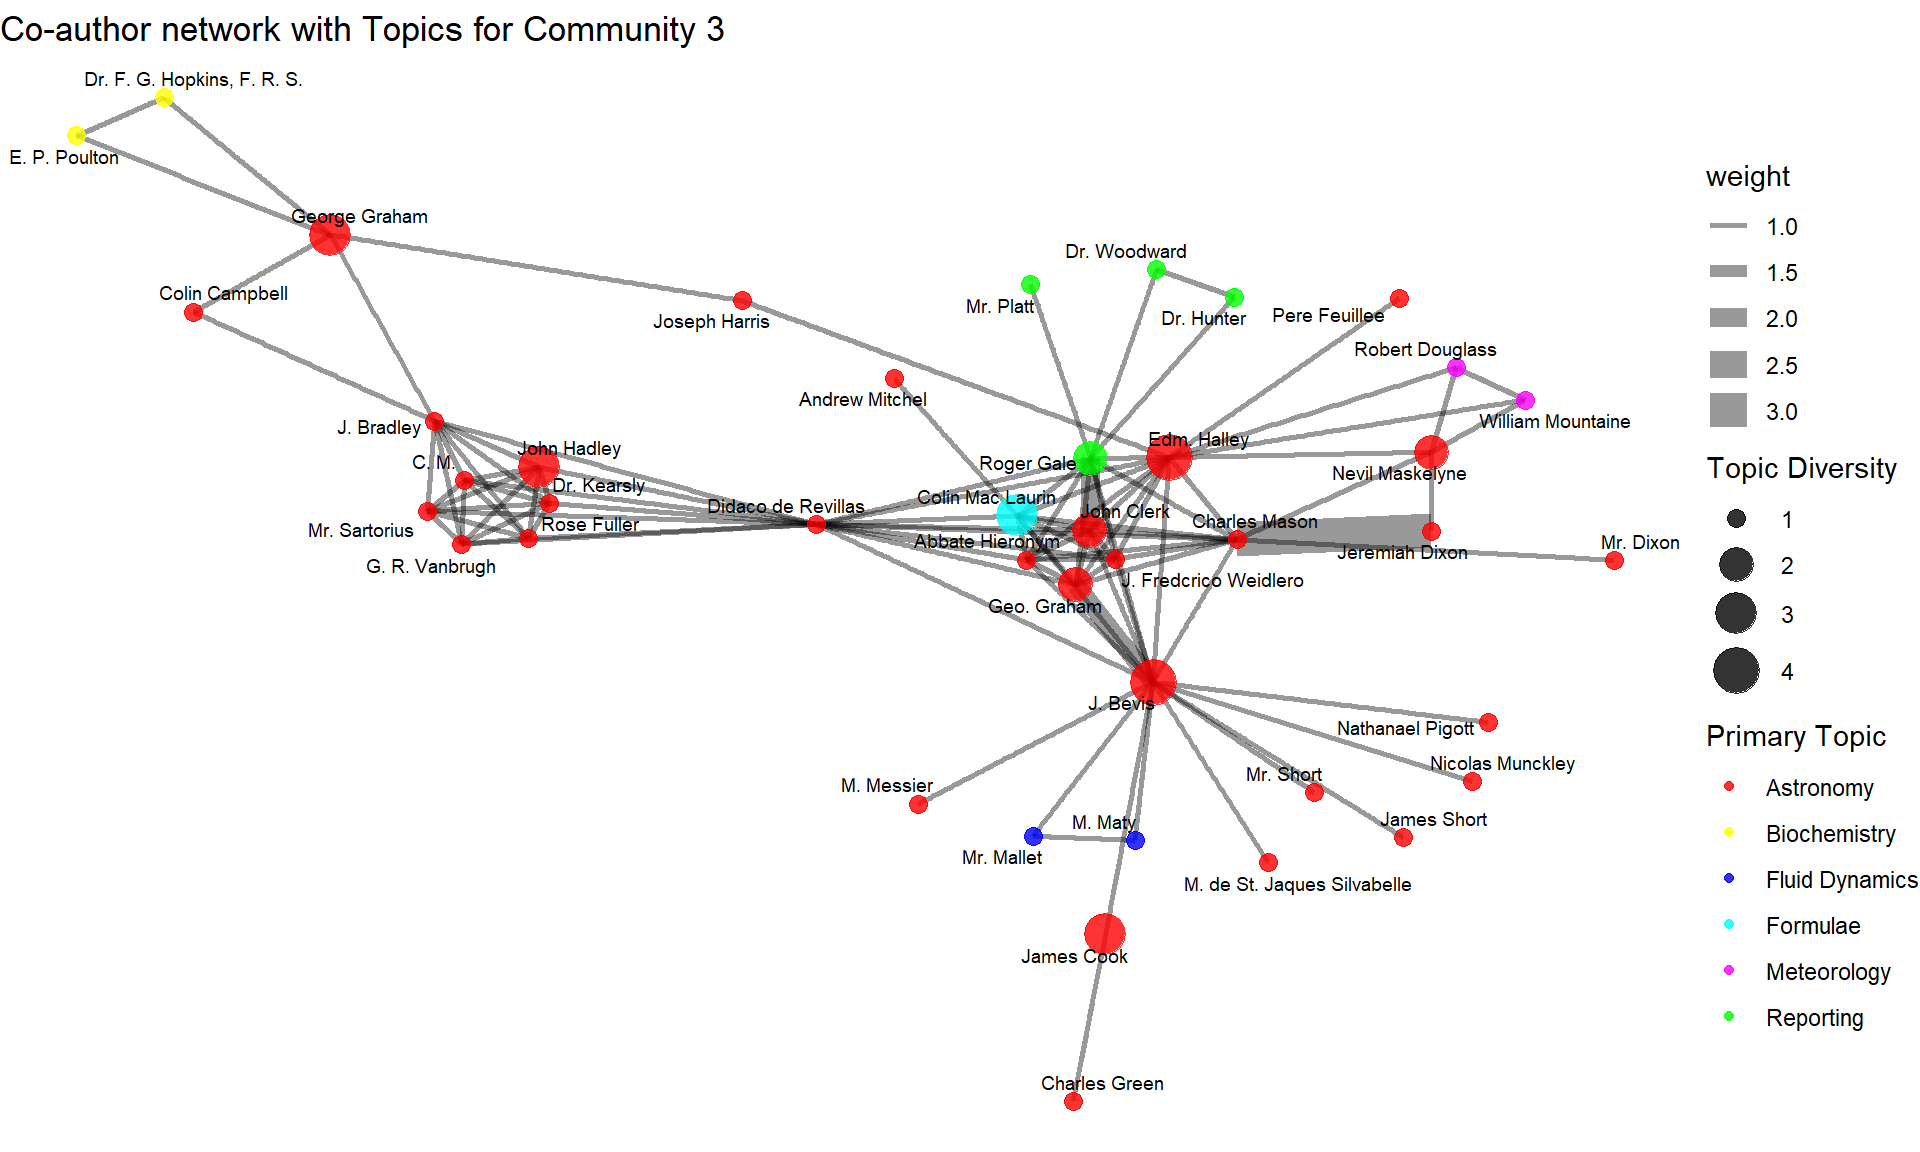 Co-author network with Topics for Community 3
Dr. F. G. Hopkins, F. R. S.
E. P. Poulton
George Graham
Colin Campbell
Joseph Harris
Dr. Woodward
Mr. Platt
Dr. Hunter
Pere Feuillee
Robert Douglass
Andrew Mitchel
William Mountaine
J. Bradley
John Hadley
Edm. Halley
C. M.
Roger Gale
Nevil Maskelyne
Dr. Kearsly
Colin Mac Laurin
Didaco de Revillas
John Clerk
Mr. Sartorius
Rose Fuller
Charles Mason
Abbate Hieronym
Jeremiah Dixon
Mr. Dixon
G. R. Vanbrugh
J. Fredcrico Weidlero
Geo. Graham
J. Bevis
Nathanael Pigott
Nicolas Munckley
Mr. Short
M. Messier
James Short
M. Maty
Mr. Mallet
M. de St. Jaques Silvabelle
James Cook
Charles Green
weight
1.0
1.5
2.0
2.5
3.0
Topic Diversity
1
2
3
4
Primary Topic
Astronomy
Biochemistry
Fluid Dynamics
Formulae
Meteorology
Reporting